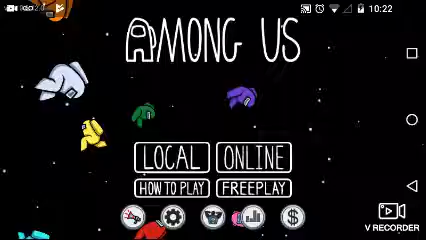 10:22
AMONG US
LOCAL
ONLINE
HOW TO PLAY
FREEPLAY
$
V RECORDER